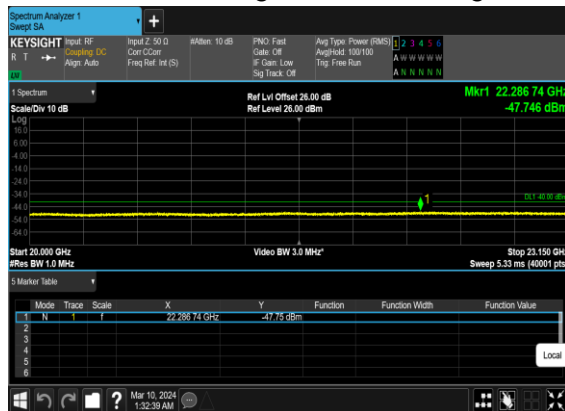 Spectrum Analyzer 1
Swept SA
+
KEYSIGHT Input: RF Input Z: 50 Ω #Atten: 10 dB PNO: Fast Avg Type: Power (RMS) 1 2 3 4 5 6
R T Coupling: DC Corr CCorr Gate: Off Avg|Hold: 100/100 A W W W W W
Align: Auto Freq Ref: Int (S) IF Gain: Low Trig: Free Run
Sig Track: Off A N N N N N
LW
1 Spectrum Ref Lvl Offset 26.00 dB Mkr1 22.286 74 GHz
Scale/Div 10 dB Ref Level 26.00 dBm -47.746 dBm
Log
16.0
6.00
-4.00
-14.0
-24.0
-34.0 DL1 -40.00 dBm
1
-44.0
-54.0
-64.0
Start 20.000 GHz Video BW 3.0 MHz* Stop 23.150 GHz
#Res BW 1.0 MHz Sweep 5.33 ms (40001 pts
5 Marker Table
Mode Trace Scale X Y Function Function Width Function Value
1 N 1 f 22.286 74 GHz -47.75 dBm
2
3
4
5
6
Local
? Mar 10, 2024
1:32:39 AM